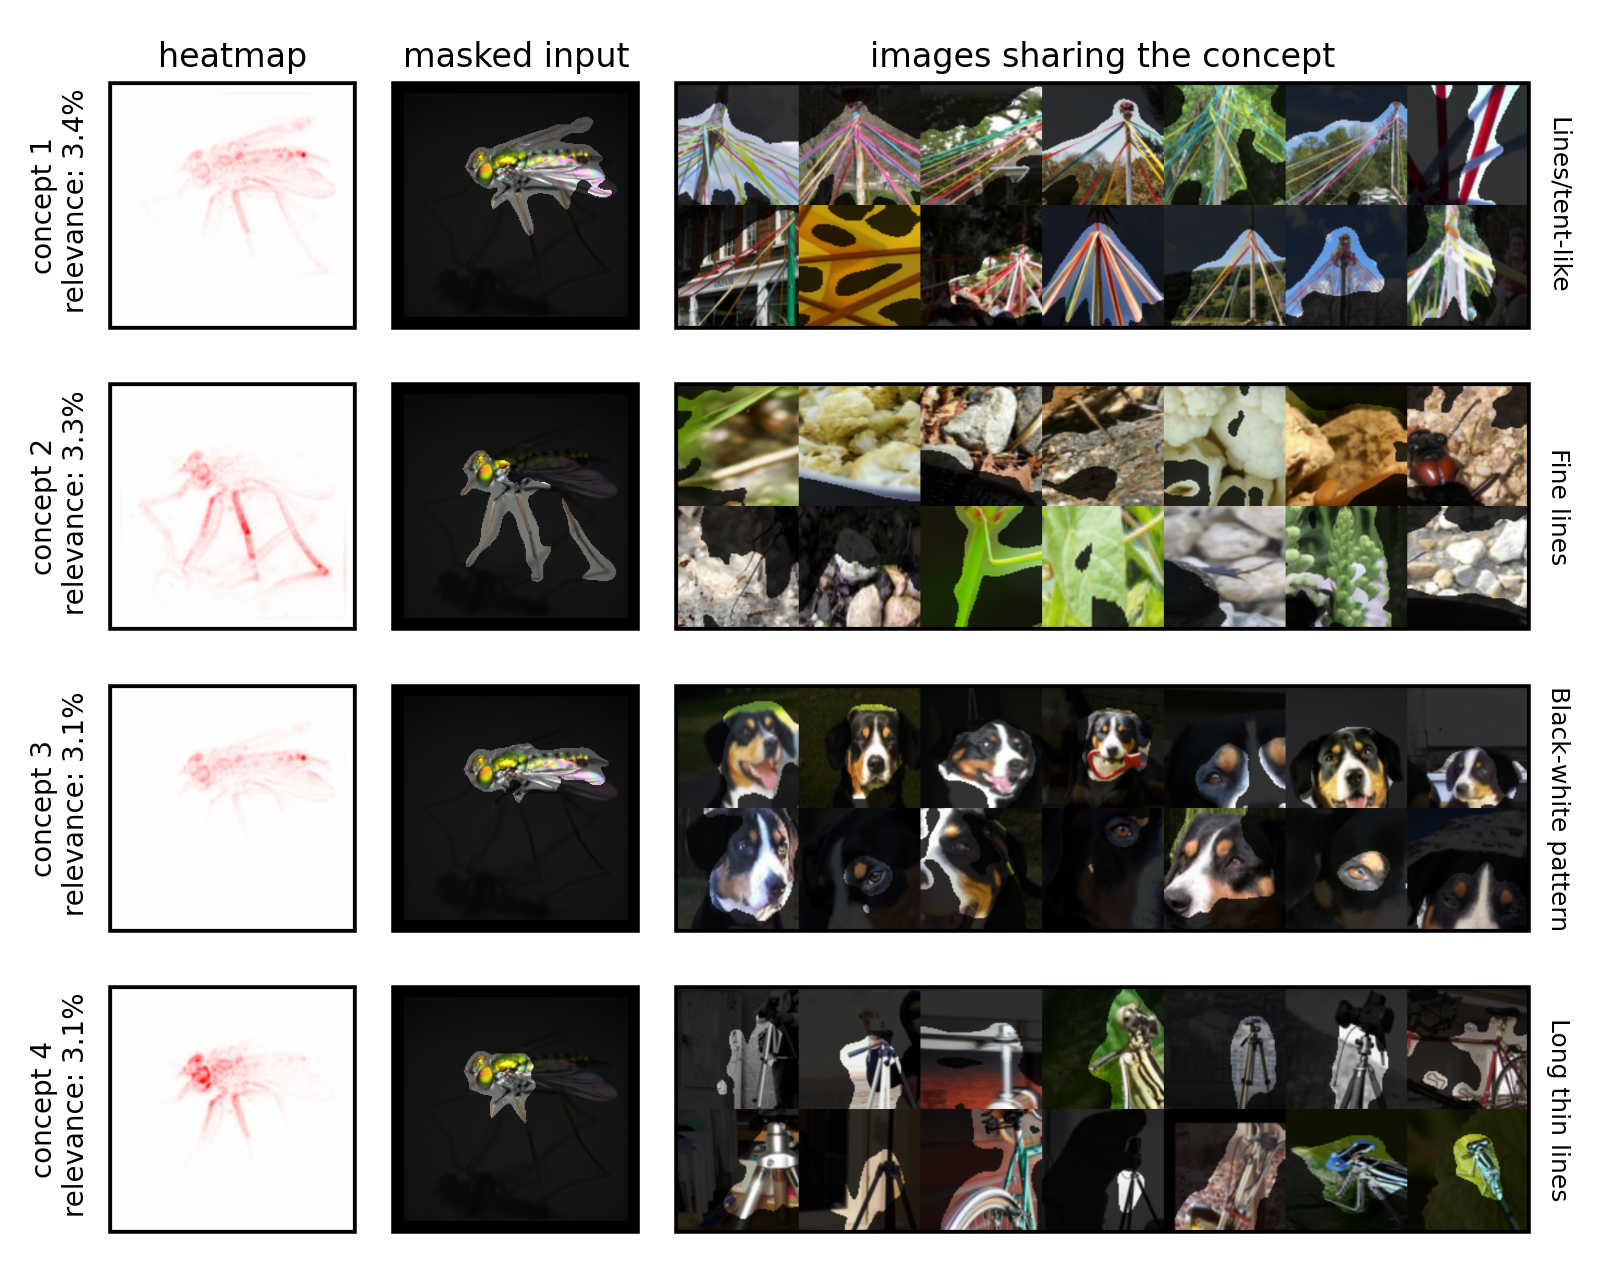 heatmap
masked input
images sharing the concept
concept 1
relevance: 3.4%
Lines/tent-like
concept 2
relevance: 3.3%
Fine lines
concept 3
relevance: 3.1%
Black-white pattern
concept 4
relevance: 3.1%
Long thin lines